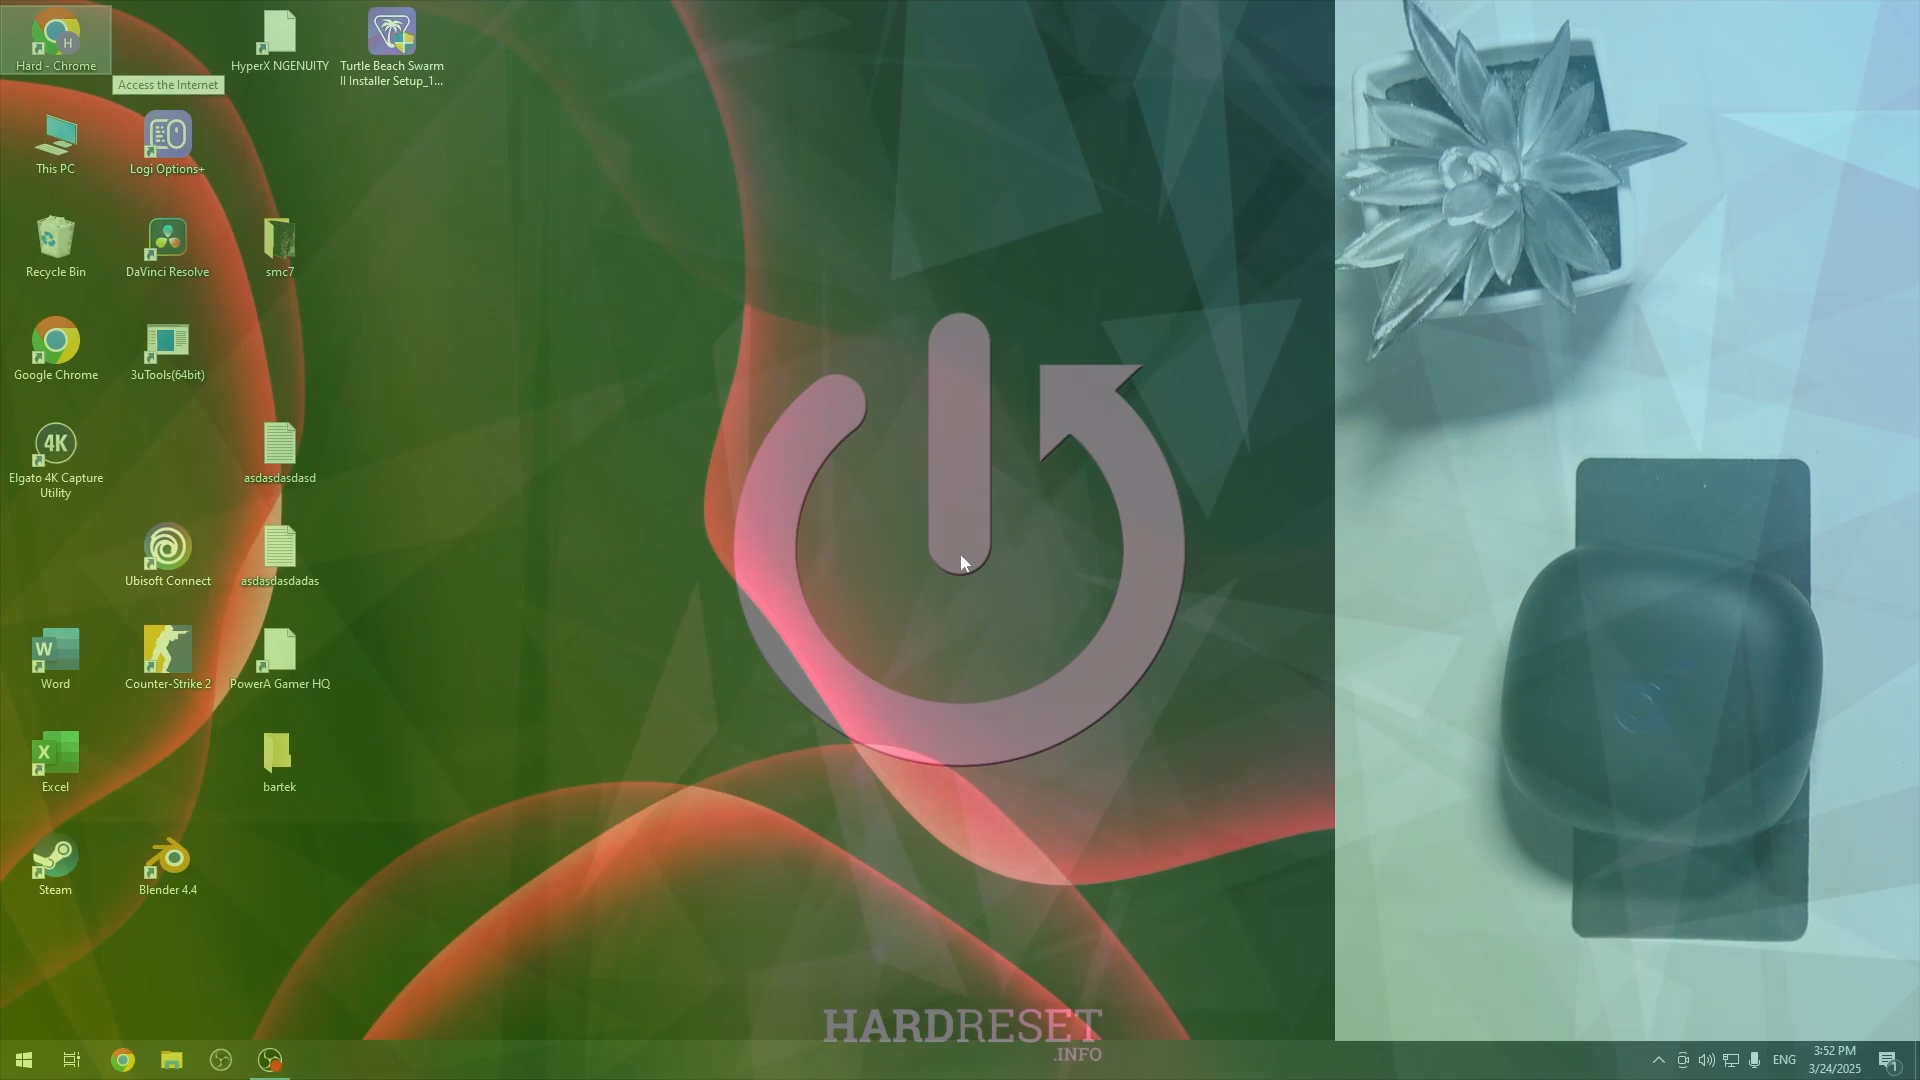 Hard - Chrome
Access the Internet
HyperX NGENUITY
Turtle Beach Swarm
II Installer Setup_1...
This PC
Logi Options+
Recycle Bin
DaVinci Resolve
smc7
Google Chrome
3uTools(64bit)
4K
Elgato 4K Capture
Utility
asdasdasdasd
Ubisoft Connect
asdasdasdadas
Word
Counter-Strike 2
PowerA Gamer HQ
Excel
bartek
Steam
Blender 4.4
HARDRESET
.INFO
ENG
3:52 PM
3/24/2025
1
H
W
X